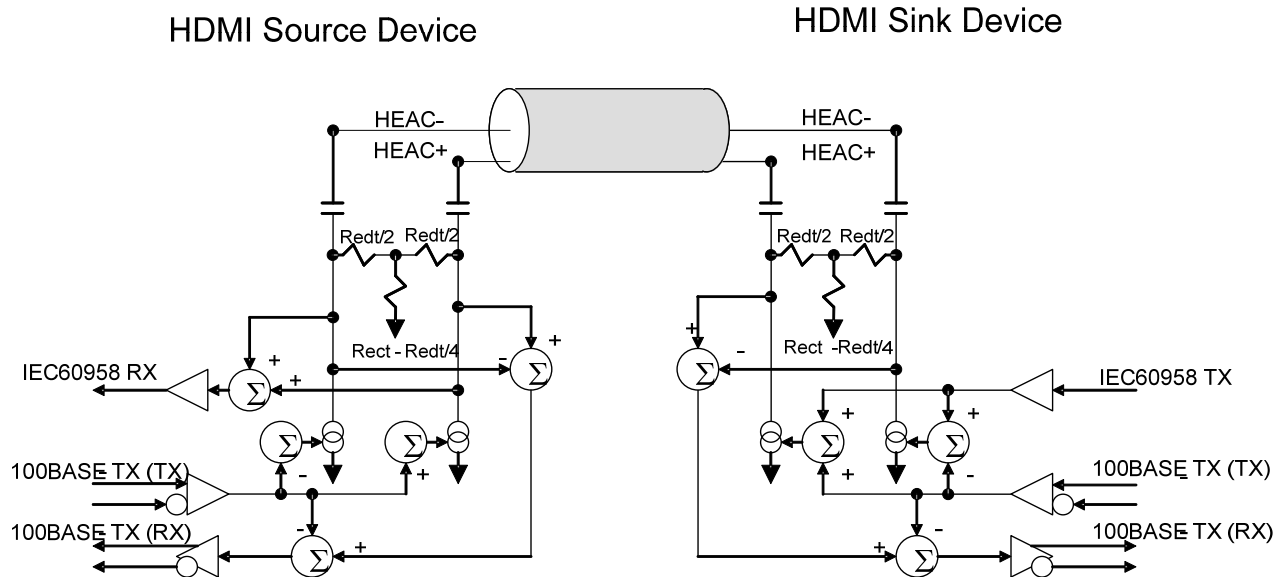 HDMI Source Device
HDMI Sink Device
HEAC-
HEAC+
HEAC-
HEAC+
Redt/2
Redt/2
Redt/2
Redt/2
Rect - Redt/4
Rect - Redt/4
+
-
+
-
+
+
Σ
Σ
Σ
IEC60958 RX
IEC60958 TX
+
+
+
Σ
Σ
Σ
Σ
-
+
+
-
100BASE-TX (TX)
100BASE-TX (TX)
-
-
100BASE-TX (RX)
100BASE-TX (RX)
+
+
Σ
Σ